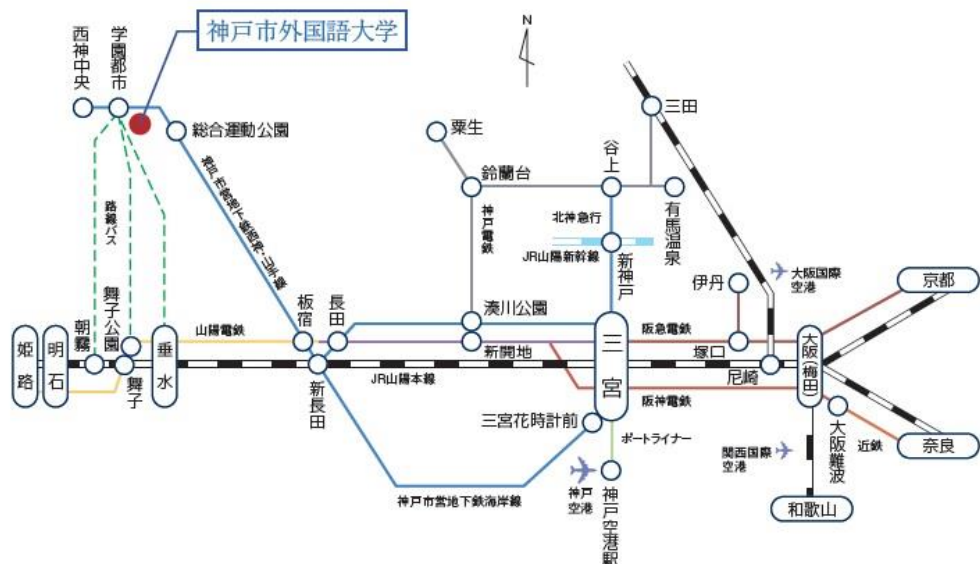 神戸市外国語大学
N
西神中央
学園都市
総合運動公園
粟生
鈴蘭台
谷上
三田
有馬温泉
北神急行
JR山陽新幹線
新神戸
神戸電鉄
神戸市営地下鉄西神・山手線
路線バス
大阪国際
空港
伊丹
京都
朝霧
舞子公園
山陽電鉄
板宿
長田
湊川公園
新開地
阪急電鉄
塚口
尼崎
大阪(梅田)
姫路
明石
舞子
垂水
JR山陽本線
新長田
三宮
阪神電鉄
三宮花時計前
ポートライナー
神戸
空港
神戸空港駅
神戸市営地下鉄海岸線
関西国際
空港
大阪難波
近鉄
奈良
和歌山